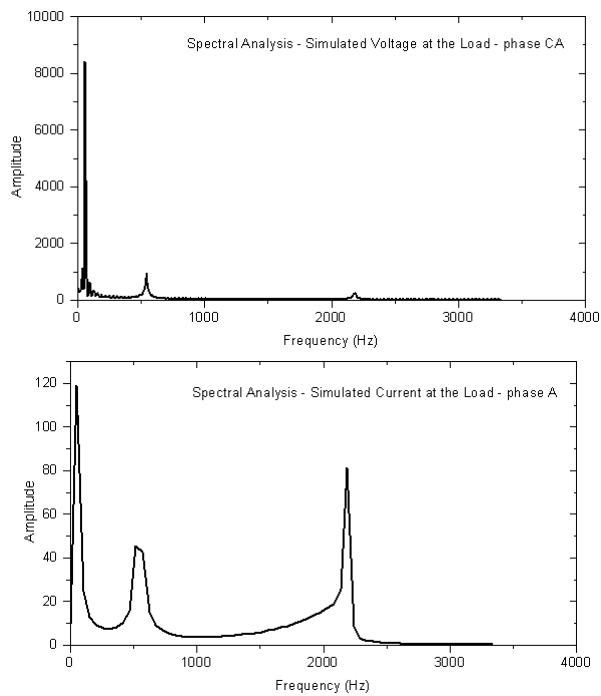 10000
Spectral Analysis - Simulated Voltage at the Load - phase CA
8000
6000
Amplitude
4000
2000
0
0 1000 2000 3000 4000
Frequency (Hz)
120
Spectral Analysis - Simulated Current at the Load - phase A
100
80
Amplitude
60
40
20
0
0 1000 2000 3000 4000
Frequency (Hz)